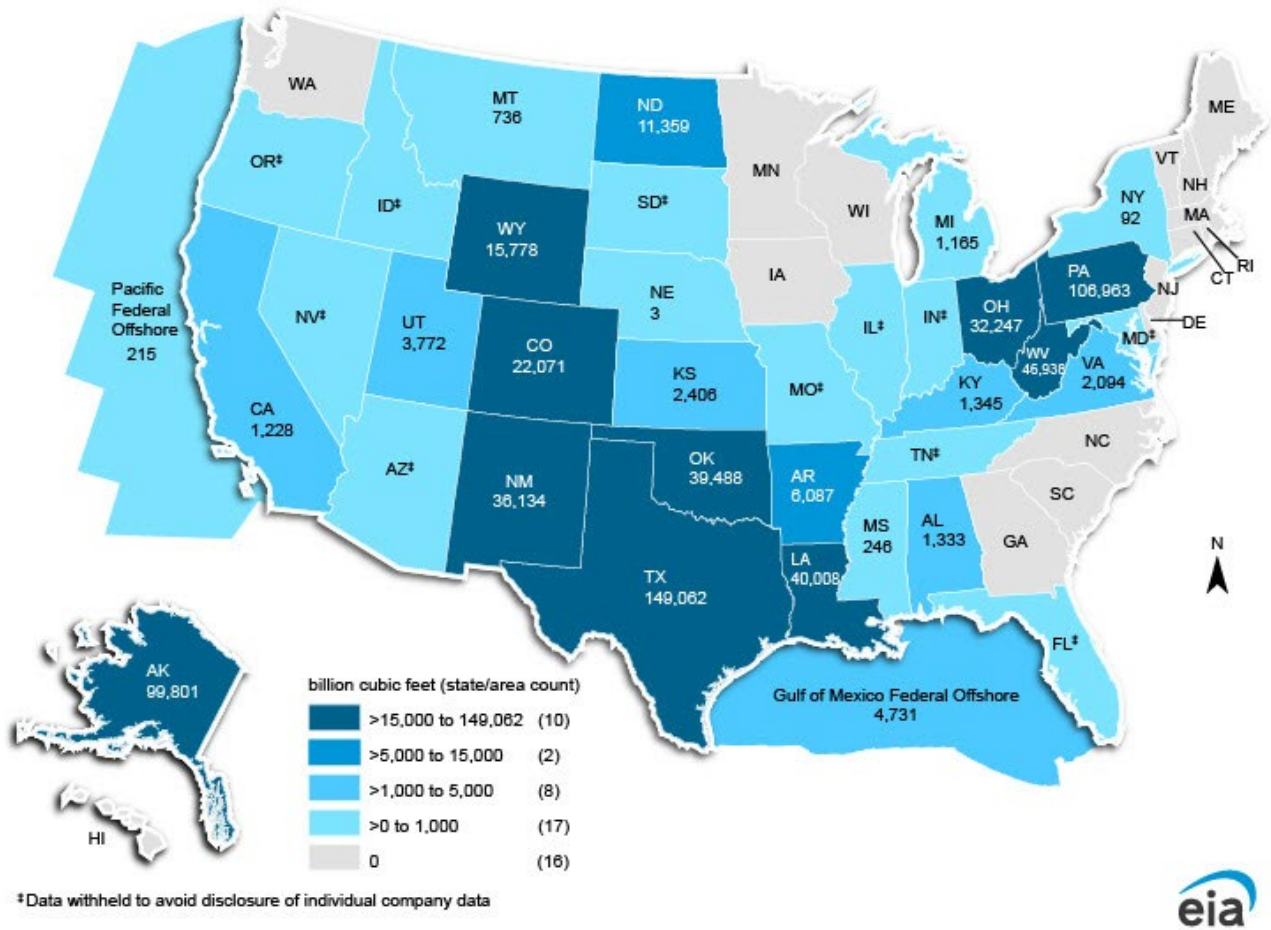 WA
MT
736
ND
11,359
MN
ME
VT
NH
OR‡
ID‡
SD‡
WI
MI
1,165
NY
92
MA
RI
CT
WY
15,778
IA
PA
106,963
NJ
DE
Pacific
Federal
Offshore
215
NV‡
UT
3,772
CO
22,071
NE
3
IL‡
IN‡
OH
32,247
WV
46,938
MD‡
VA
2,094
CA
1,228
KS
2,406
MO‡
KY
1,345
AZ‡
NM
36,134
OK
39,488
AR
6,087
TN‡
NC
SC
TX
149,062
LA
40,008
MS
246
AL
1,333
GA
N
FL‡
Gulf of Mexico Federal Offshore
4,731
AK
99,801
HI
billion cubic feet (state/area count)
>15,000 to 149,062 (10)
>5,000 to 15,000 (2)
>1,000 to 5,000 (8)
>0 to 1,000 (17)
0 (16)
‡Data withheld to avoid disclosure of individual company data
eia